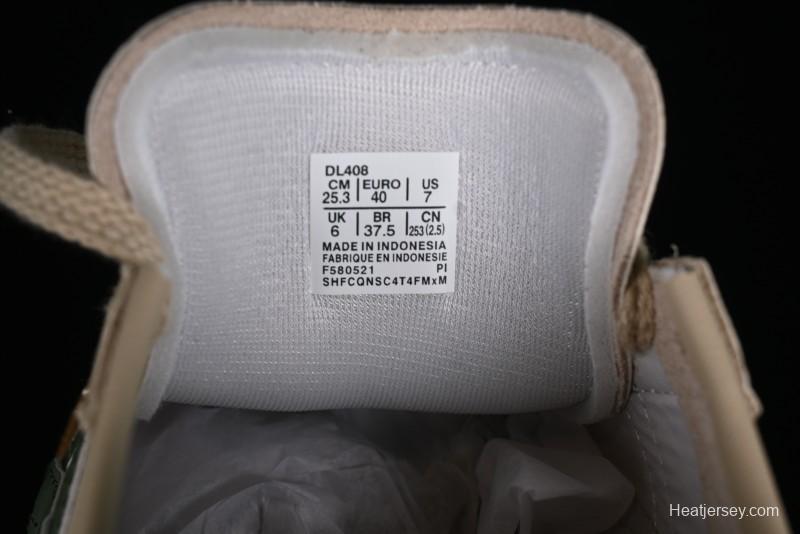 DL408
CM | EURO | US
25.3 | 40 | 7
UK | BR | CN
6 | 37.5 | 253(2.5)
MADE IN INDONESIA
FABRIQUE EN INDONESIE
F580521 PI
SHFCQNSC4T4FMxM
Heatjersey.com